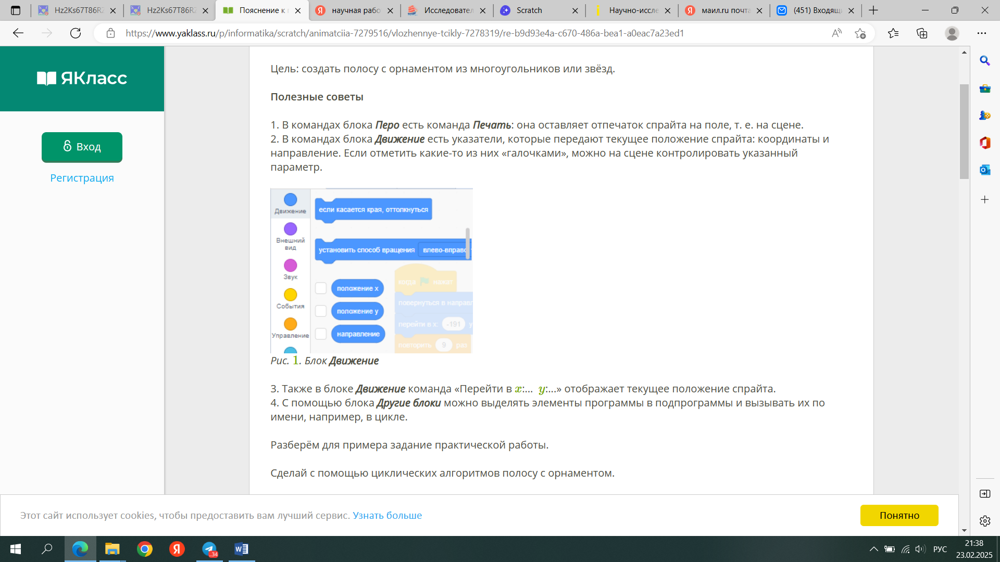 Hz2Ks67T86RZ
Hz2Ks67T86RZ
Пояснение к п
научная рабо
Исследовател
Scratch
Научно-иссле
маил.ru почта
(451) Входящи
https://www.yaklass.ru/p/informatika/scratch/animatciia-7279516/vlozhennye-tcikly-7278319/re-b9d93e4a-c670-486a-bea1-a0eac7a23ed1
ЯКласс
Вход
Регистрация
Цель: создать полосу с орнаментом из многоугольников или звёзд.
Полезные советы
1. В командах блока Перо есть команда Печать: она оставляет отпечаток спрайта на поле, т. е. на сцене.
2. В командах блока Движение есть указатели, которые передают текущее положение спрайта: координаты и
направление. Если отметить какие-то из них «галочками», можно на сцене контролировать указанный
параметр.
Движение
Внешний
вид
Звук
События
Управление
если касается края, оттолкнуться
установить способ вращения влево-вправо
положение x
положение y
направление
когда нажат
повернуться в направл
перейти в x: -191 y
повторить 9 раз
Рис. 1. Блок Движение
3. Также в блоке Движение команда «Перейти в x:... y:...» отображает текущее положение спрайта.
4. С помощью блока Другие блоки можно выделять элементы программы в подпрограммы и вызывать их по
имени, например, в цикле.
Разберём для примера задание практической работы.
Сделай с помощью циклических алгоритмов полосу с орнаментом.
Этот сайт использует cookies, чтобы предоставить вам лучший сервис. Узнать больше
Понятно
..34
РУС
21:38
23.02.2025